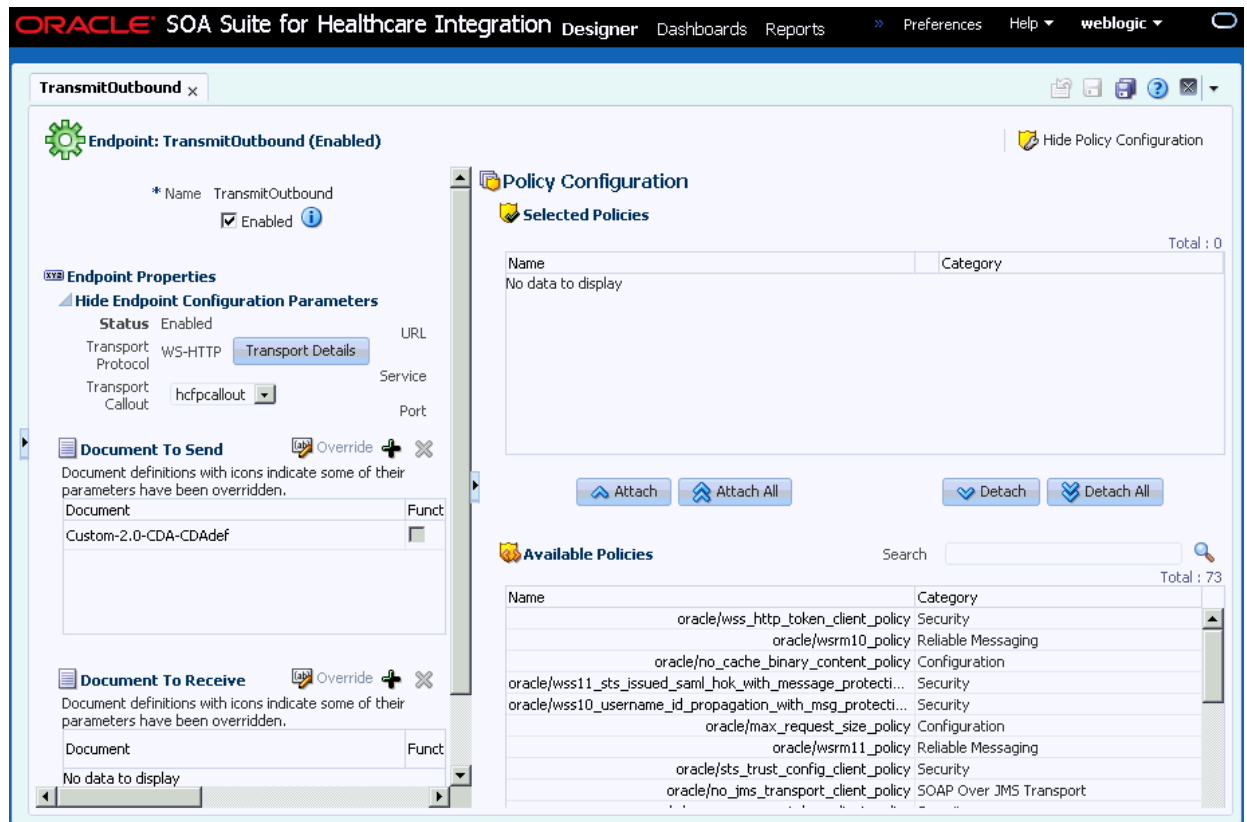 ORACLE SOA Suite for Healthcare Integration Designer Dashboards Reports » Preferences Help weblogic
TransmitOutbound x
Endpoint: TransmitOutbound (Enabled)
Hide Policy Configuration
* Name TransmitOutbound
Enabled
Endpoint Properties
Hide Endpoint Configuration Parameters
Status Enabled
URL
Transport Protocol WS-HTTP Transport Details
Service
Transport Callout hcfpcallout
Port
Document To Send Override
Document definitions with icons indicate some of their
parameters have been overridden.
Document Funct
Custom-2.0-CDA-CDAdef
Document To Receive Override
Document definitions with icons indicate some of their
parameters have been overridden.
Document Funct
No data to display
Policy Configuration
Selected Policies
Total : 0
Name Category
No data to display
Attach Attach All Detach Detach All
Available Policies Search
Total : 73
Name Category
oracle/wss_http_token_client_policy Security
oracle/wsrm10_policy Reliable Messaging
oracle/no_cache_binary_content_policy Configuration
oracle/wss11_sts_issued_saml_hok_with_message_protecti... Security
oracle/wss10_username_id_propagation_with_msg_protecti... Security
oracle/max_request_size_policy Configuration
oracle/wsrm11_policy Reliable Messaging
oracle/sts_trust_config_client_policy Security
oracle/no_jms_transport_client_policy SOAP Over JMS Transport